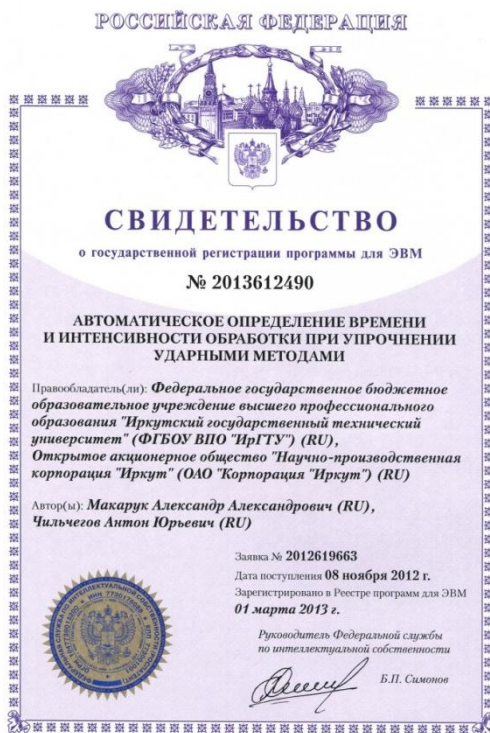 РОССИЙСКАЯ ФЕДЕРАЦИЯ
СВИДЕТЕЛЬСТВО
о государственной регистрации программы для ЭВМ
№ 2013612490
АВТОМАТИЧЕСКОЕ ОПРЕДЕЛЕНИЕ ВРЕМЕНИ
И ИНТЕНСИВНОСТИ ОБРАБОТКИ ПРИ УПРОЧНЕНИИ
УДАРНЫМИ МЕТОДАМИ
Правообладатель(ли): Федеральное государственное бюджетное
образовательное учреждение высшего профессионального
образования "Иркутский государственный технический
университет" (ФГБОУ ВПО "ИрГТУ") (RU),
Открытое акционерное общество "Научно-производственная
корпорация "Иркут" (ОАО "Корпорация "Иркут") (RU)
Автор(ы): Макарук Александр Александрович (RU),
Чильчегов Антон Юрьевич (RU)
Заявка № 2012619663
Дата поступления 08 ноября 2012 г.
Зарегистрировано в Реестре программ для ЭВМ
01 марта 2013 г.
Руководитель Федеральной службы
по интеллектуальной собственности
Б.П. Симонов